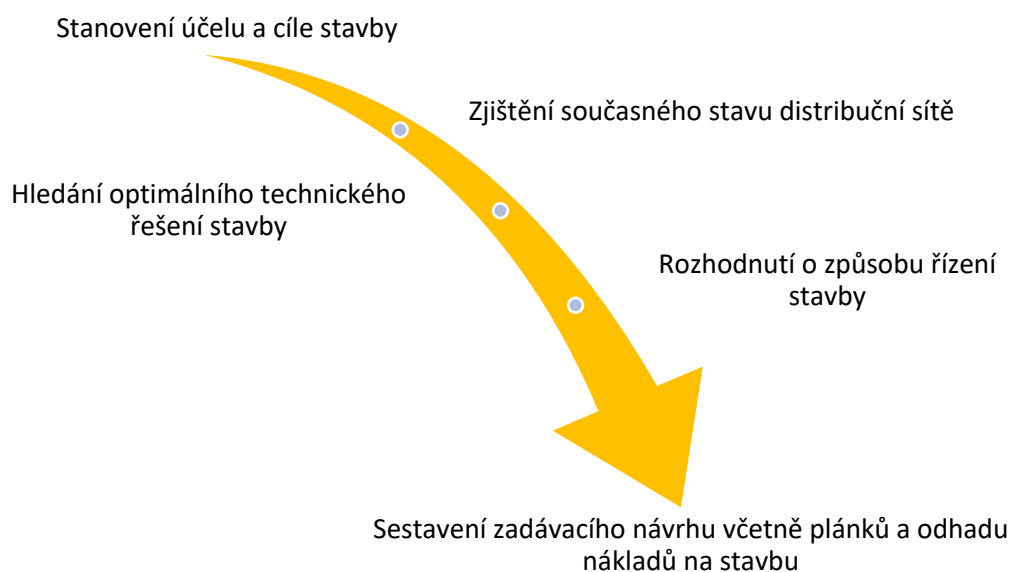 Stanovení účelu a cíle stavby
Zjištění současného stavu distribuční sítě
Hledání optimálního technického
řešení stavby
Rozhodnutí o způsobu řízení
stavby
Sestavení zadávacího návrhu včetně plánků a odhadu
nákladů na stavbu